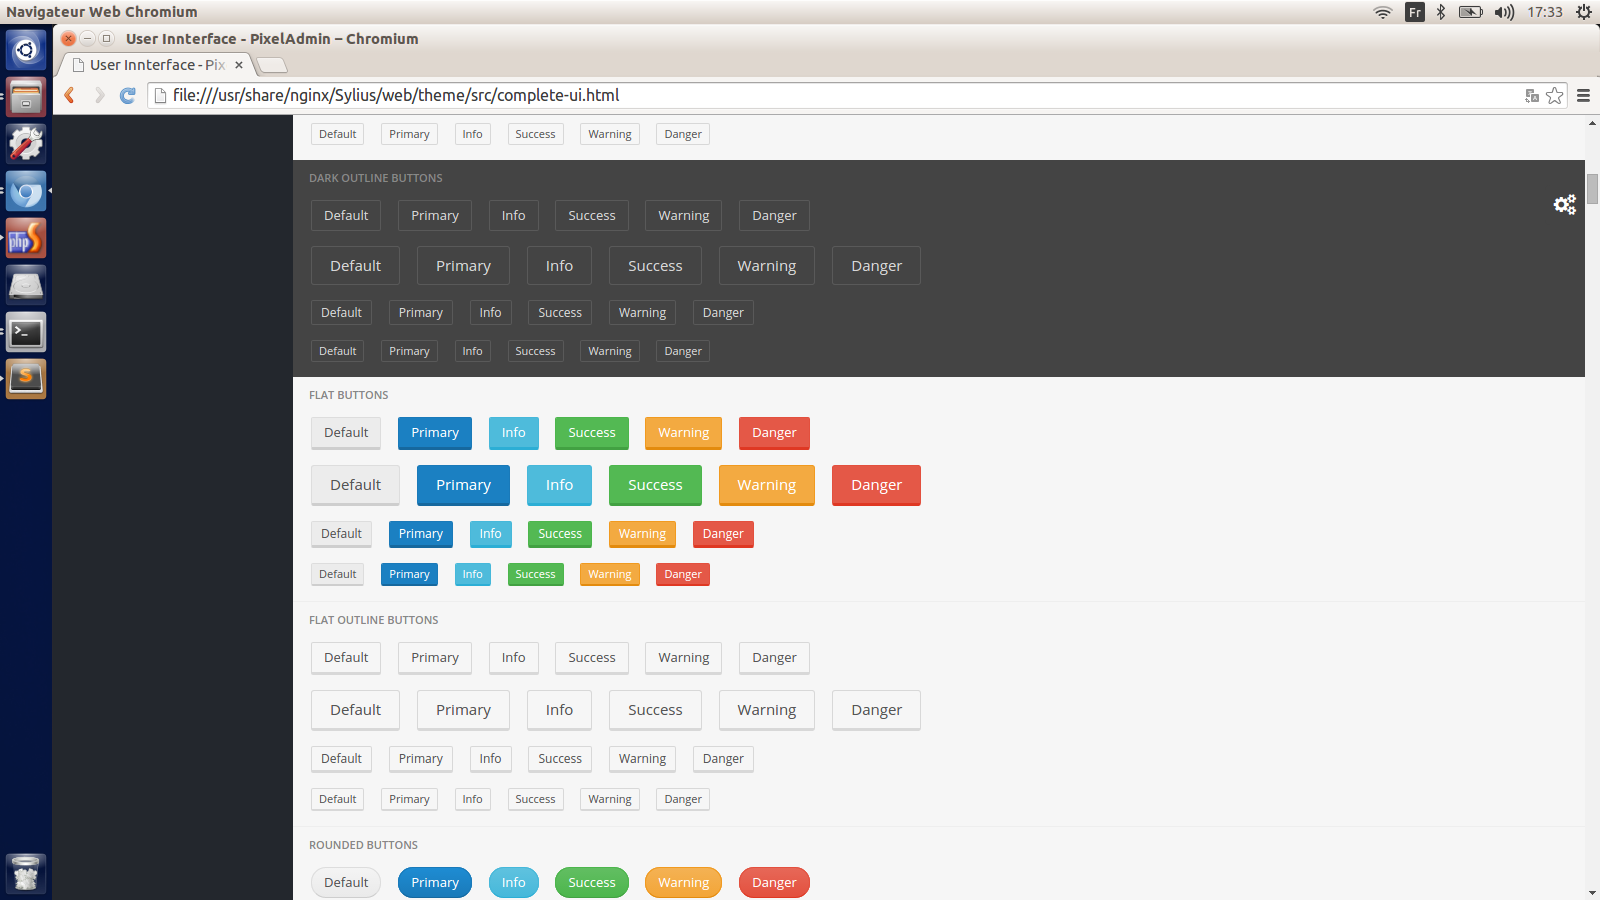 Navigateur Web Chromium
Fr
17:33
User Innterface - PixelAdmin – Chromium
User Innterface - Pix
file:///usr/share/nginx/Sylius/web/theme/src/complete-ui.html
Default Primary Info Success Warning Danger
DARK OUTLINE BUTTONS
Default Primary Info Success Warning Danger
Default Primary Info Success Warning Danger
Default Primary Info Success Warning Danger
Default Primary Info Success Warning Danger
FLAT BUTTONS
Default Primary Info Success Warning Danger
Default Primary Info Success Warning Danger
Default Primary Info Success Warning Danger
Default Primary Info Success Warning Danger
FLAT OUTLINE BUTTONS
Default Primary Info Success Warning Danger
Default Primary Info Success Warning Danger
Default Primary Info Success Warning Danger
Default Primary Info Success Warning Danger
ROUNDED BUTTONS
Default Primary Info Success Warning Danger
php
S
>_
S